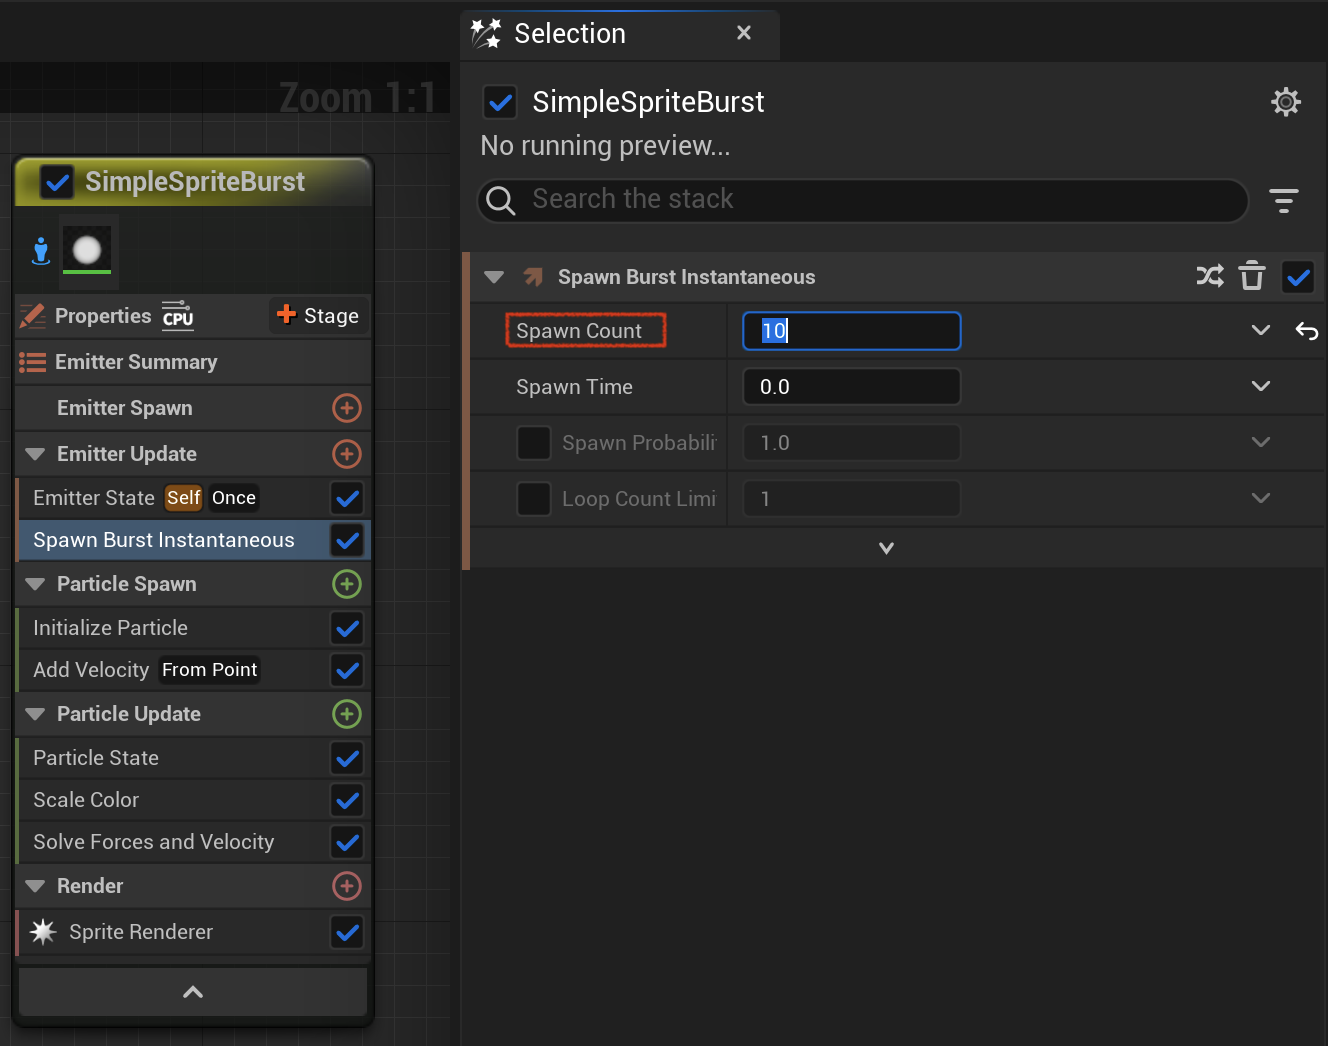 Zoom 1:1
SimpleSpriteBurst
Properties CPU + Stage
Emitter Summary
Emitter Spawn
Emitter Update
Emitter State Self Once
Spawn Burst Instantaneous
Particle Spawn
Initialize Particle
Add Velocity From Point
Particle Update
Particle State
Scale Color
Solve Forces and Velocity
Render
Sprite Renderer
Selection
SimpleSpriteBurst
No running preview...
Search the stack
Spawn Burst Instantaneous
Spawn Count 10
Spawn Time 0.0
Spawn Probabili 1.0
Loop Count Limi 1